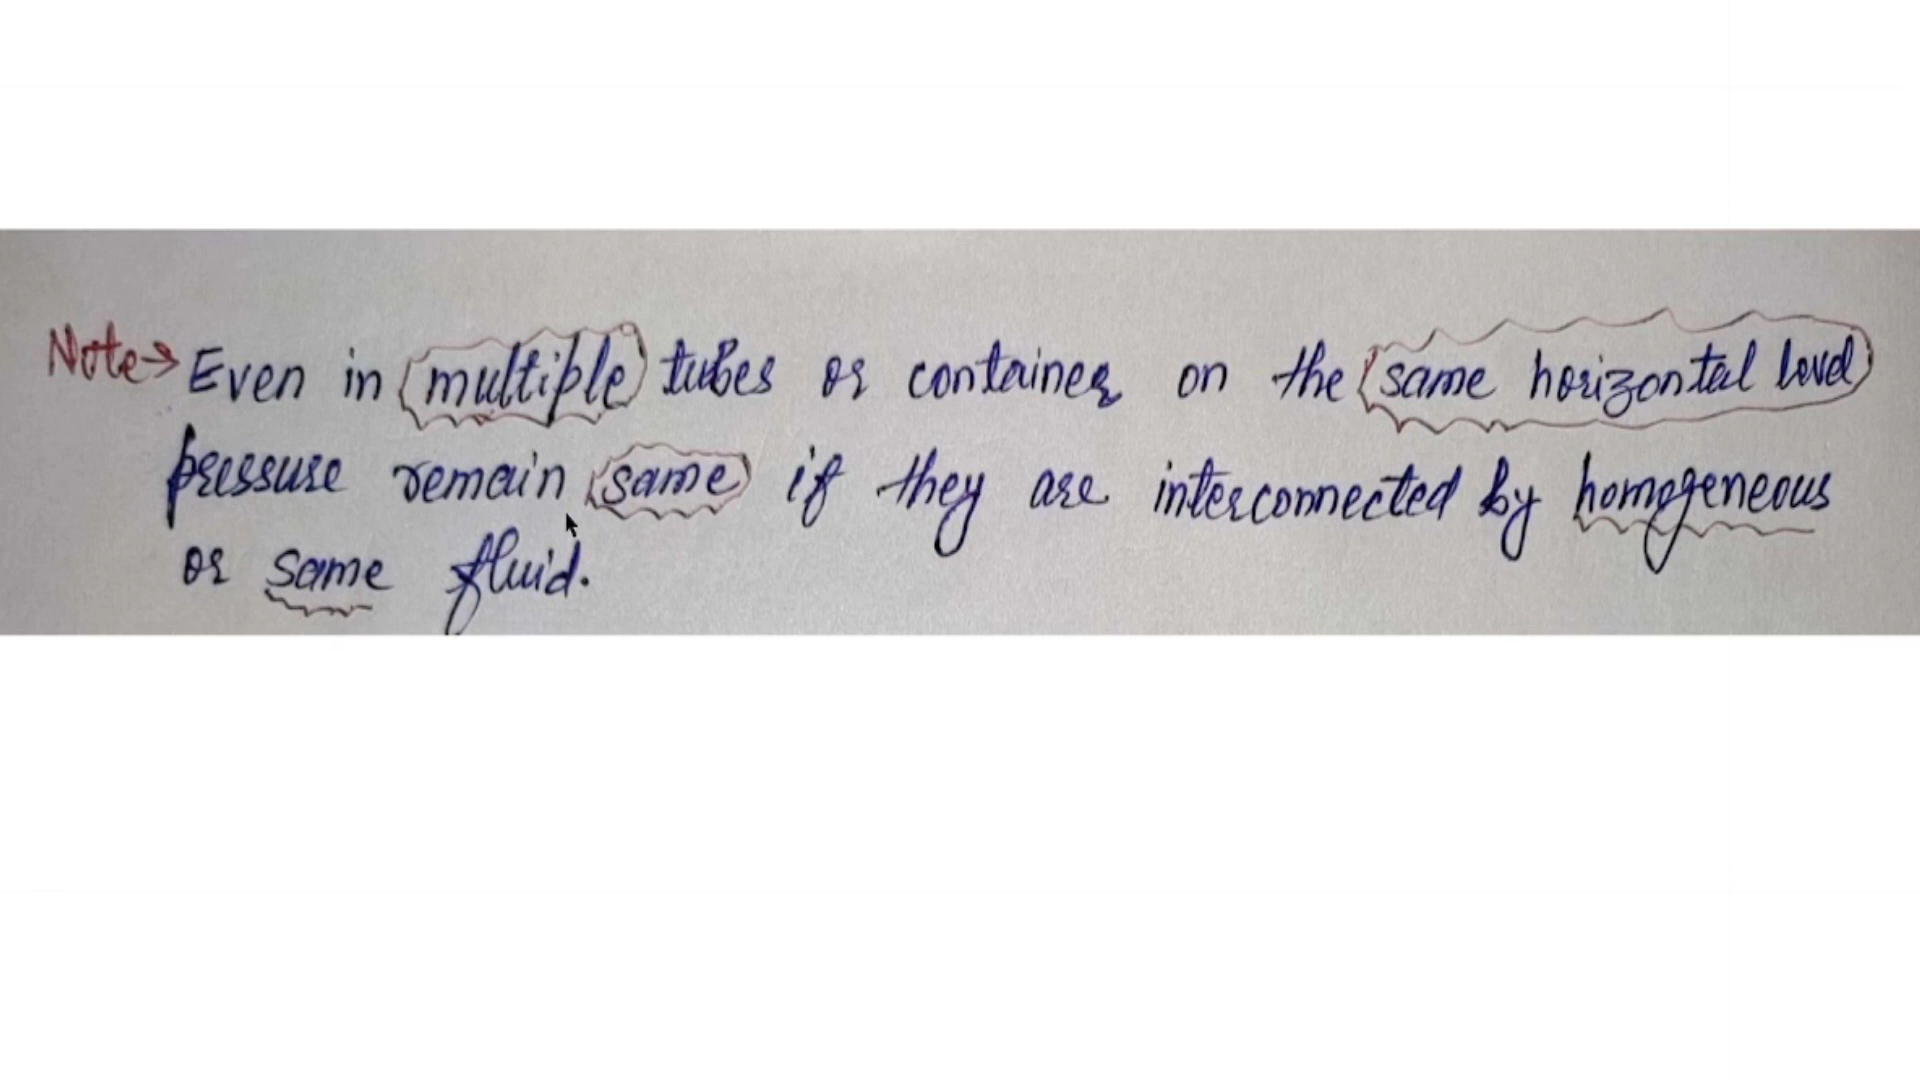 Note→ Even in multiple tubes or container on the same horizontal level
pressure remain same if they are interconnected by homogeneous
or same fluid.